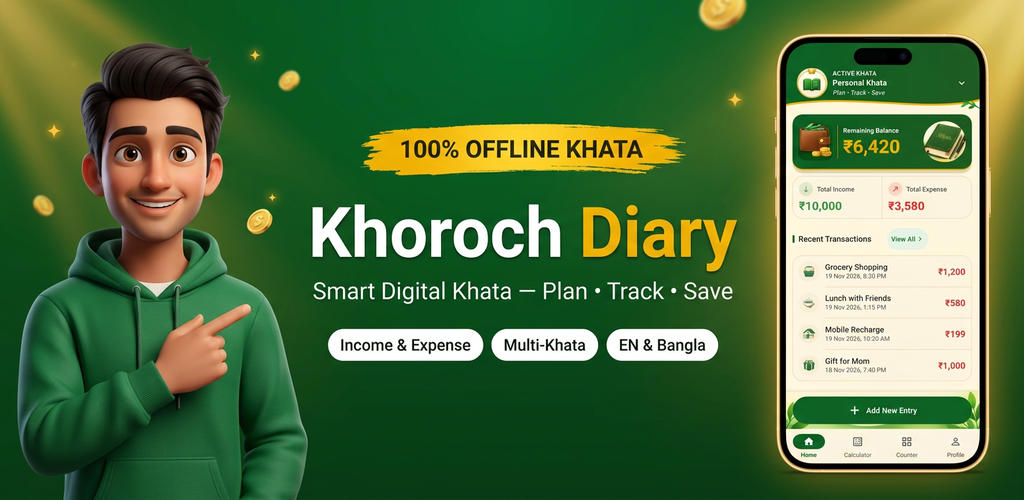 100% OFFLINE KHATA
Khoroch Diary
Smart Digital Khata — Plan • Track • Save
Income & Expense
Multi-Khata
EN & Bangla
ACTIVE KHATA
Personal Khata
Plan • Track • Save
Remaining Balance
₹6,420
Total Income
₹10,000
Total Expense
₹3,580
Recent Transactions
View All >
Grocery Shopping
19 Nov 2026, 8:30 PM
₹1,200
Lunch with Friends
19 Nov 2026, 1:15 PM
₹580
Mobile Recharge
19 Nov 2026, 10:20 AM
₹199
Gift for Mom
18 Nov 2026, 7:40 PM
₹1,000
+ Add New Entry
Home
Calculator
Counter
Profile